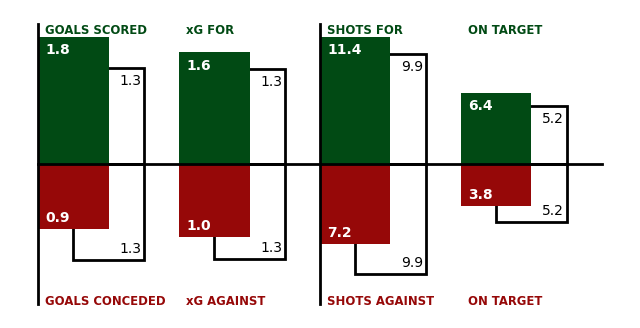 GOALS SCORED xG FOR SHOTS FOR ON TARGET
1.8 1.6 11.4
1.3 1.3 9.9
6.4
5.2
3.8
5.2
0.9 1.0 7.2
1.3 1.3 9.9
GOALS CONCEDED xG AGAINST SHOTS AGAINST ON TARGET